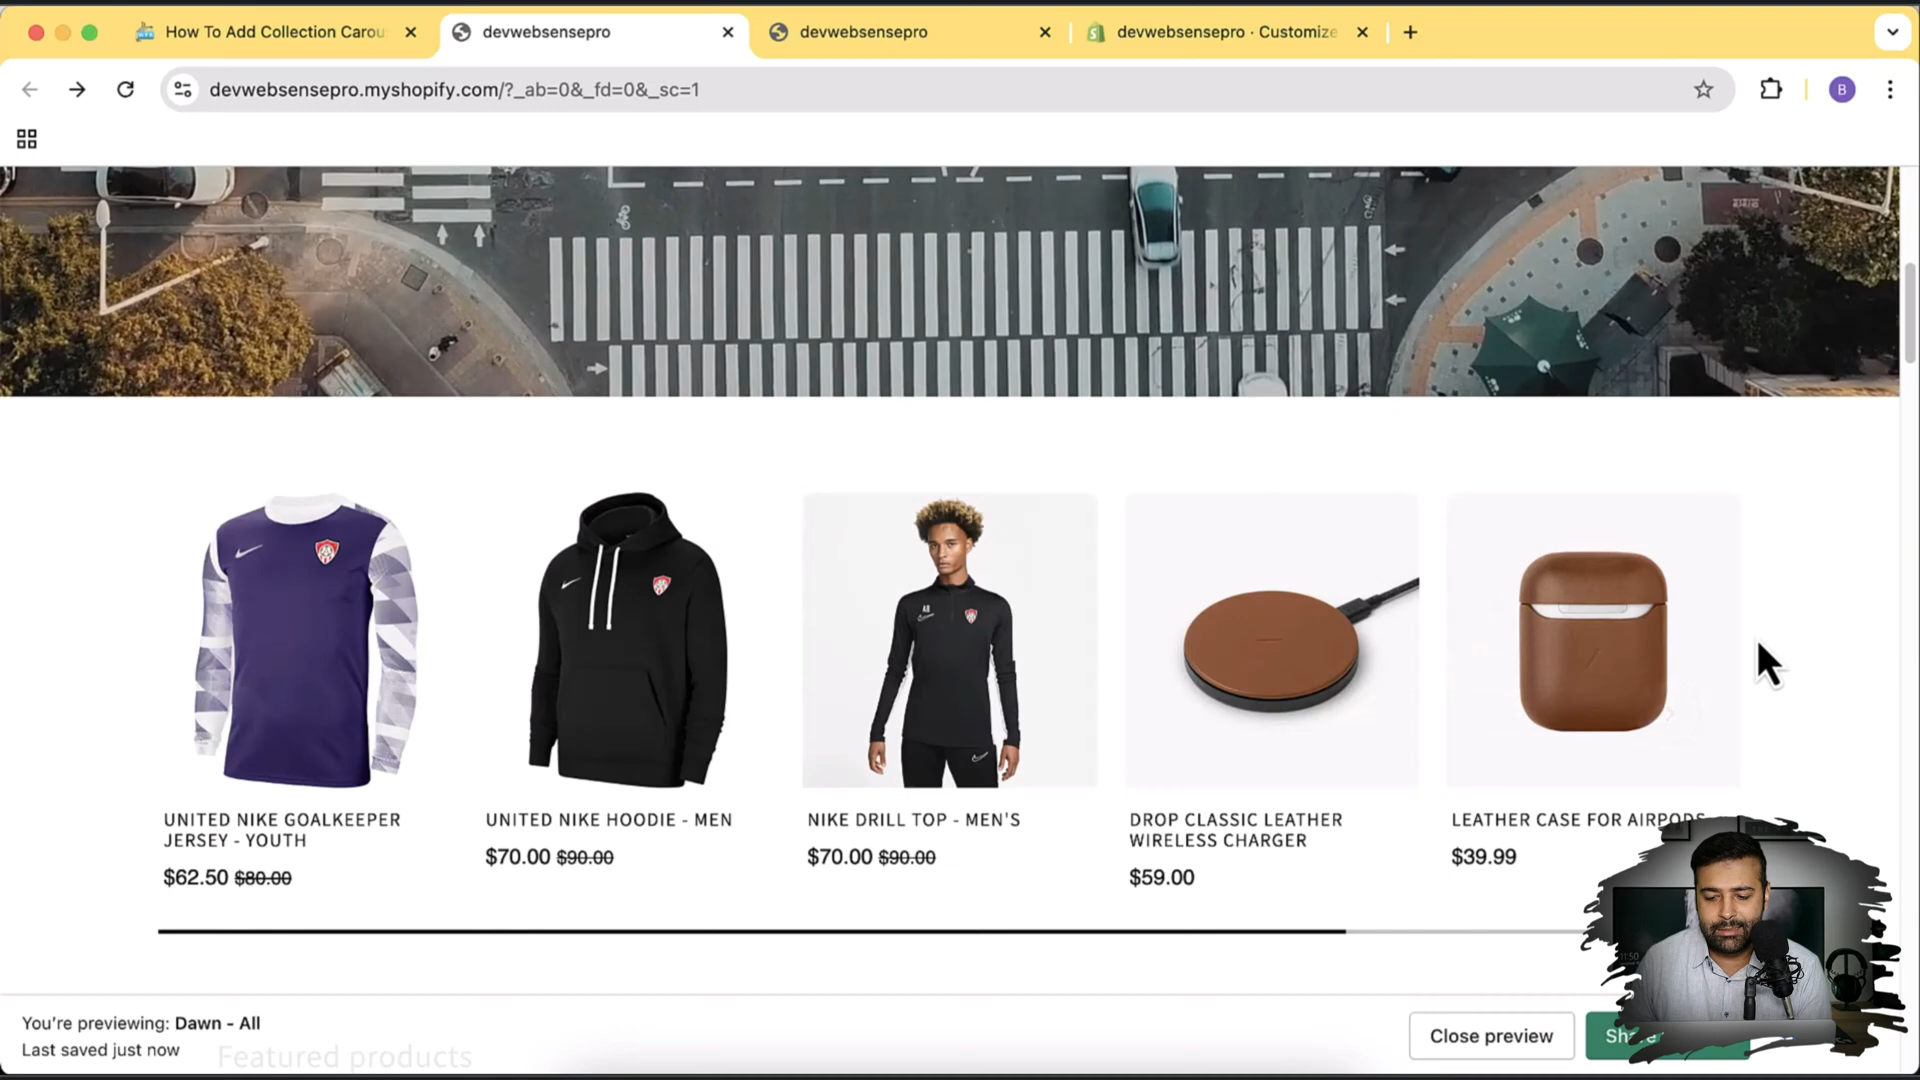 How To Add Collection Carou
devwebsensepro
devwebsensepro
devwebsensepro · Customize
devwebsensepro.myshopify.com/?_ab=0&_fd=0&_sc=1
B
UNITED NIKE GOALKEEPER
JERSEY - YOUTH
$62.50 $80.00
UNITED NIKE HOODIE - MEN
$70.00 $90.00
NIKE DRILL TOP - MEN'S
$70.00 $90.00
DROP CLASSIC LEATHER
WIRELESS CHARGER
$59.00
LEATHER CASE FOR AIRPODS
$39.99
You're previewing: Dawn - All
Last saved just now
Featured products
Close preview
Share